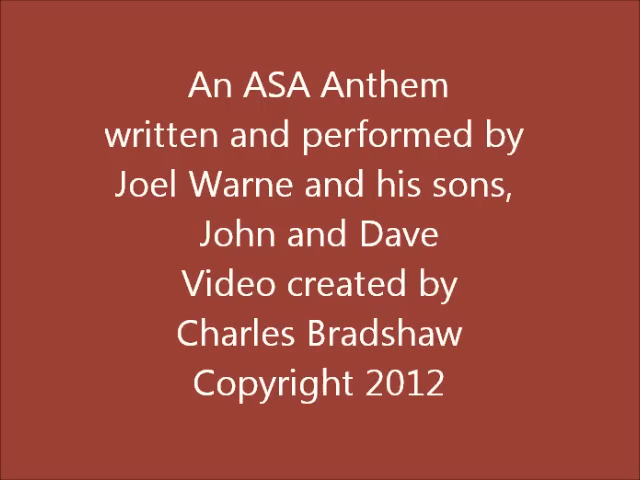 An ASA Anthem
written and performed by
Joel Warne and his sons,
John and Dave
Video created by
Charles Bradshaw
Copyright 2012